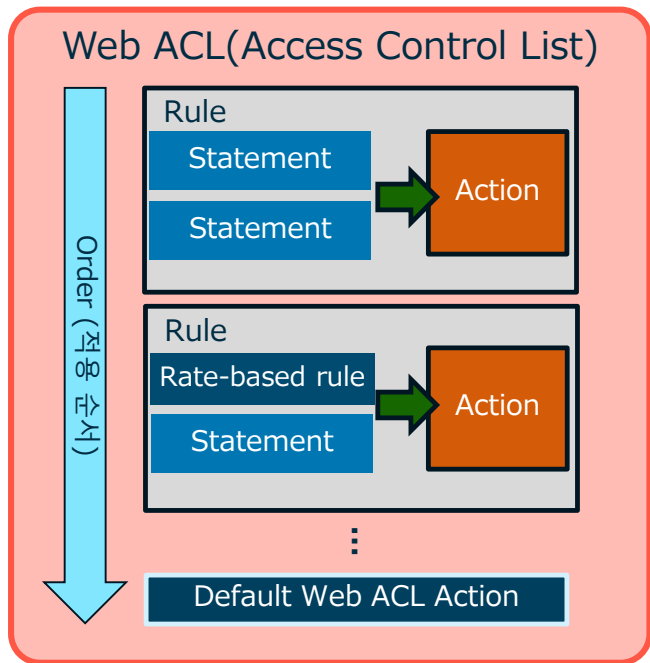 Web ACL(Access Control List)
Order (적용 순서)
Rule
Statement
Statement
Action
Rule
Rate-based rule
Statement
Action
...
Default Web ACL Action